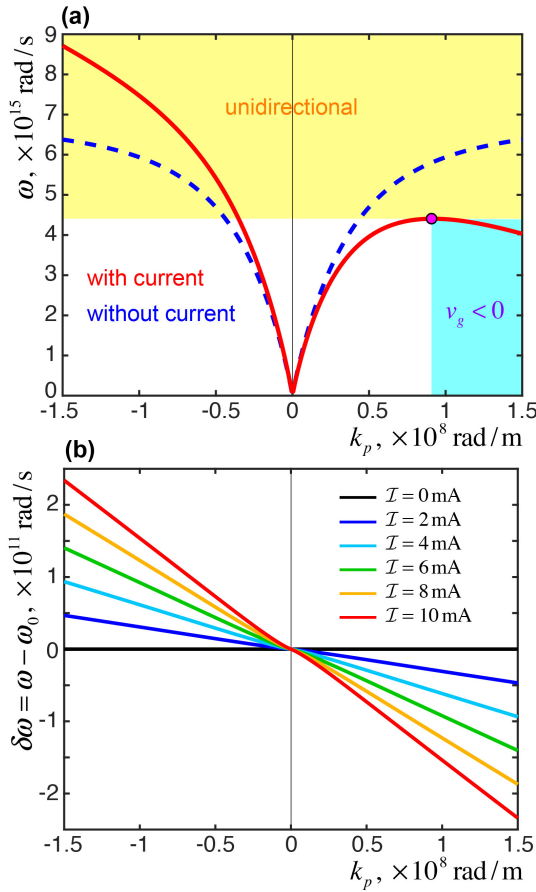 (a)
ω, ×10¹⁵ rad / s
9
8
7
6
5
4
3
2
1
0
unidirectional
with current
without current
v_g < 0
-1.5 -1 -0.5 0 0.5 1 1.5
k_p, ×10⁸ rad / m
(b)
δω = ω − ω₀, ×10¹¹ rad / s
2
1
0
-1
-2
ℐ = 0 mA
ℐ = 2 mA
ℐ = 4 mA
ℐ = 6 mA
ℐ = 8 mA
ℐ = 10 mA
-1.5 -1 -0.5 0 0.5 1 1.5
k_p, ×10⁸ rad / m